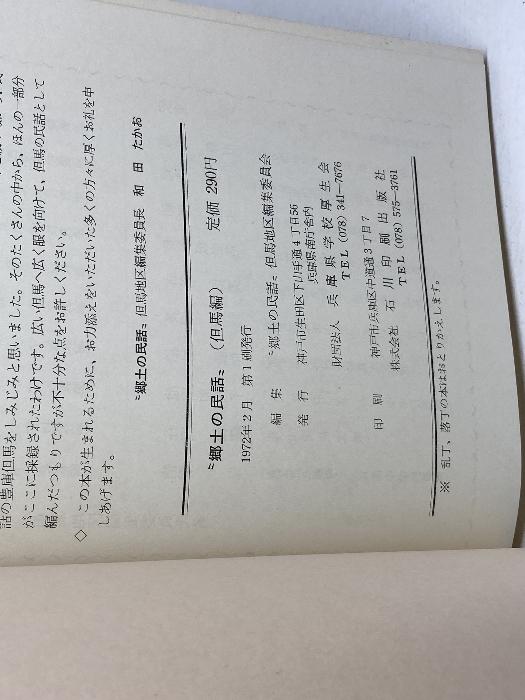 話の豊庫但馬をしみじみと思いました。そのたくさんの中から、ほんの一部分
がここに採録されたわけです。広い但馬へ広く眼を向けて、但馬の民話として
編んだつもりですが不十分な点をお許しください。
◇ この本が生まれるために、お力添えをいただいた多くの方々に厚くお礼を申
しあげます。
〝郷土の民話〟但馬地区編集委員長 和田 たかお
〝郷土の民話〟(但馬編) 定価 290円
1972年2月 第1刷発行
編集 〝郷土の民話〟但馬地区編集委員会
発行 神戸市生田区下山手通4丁目56
兵庫県南庁舎内
財団法人 兵庫県学校厚生会
TEL (078) 341―7676
印刷 神戸市兵庫区中道通3丁目7
株式会社 石川印刷出版社
TEL (078) 575―3761
※ 乱丁、落丁の本はおとりかえします。